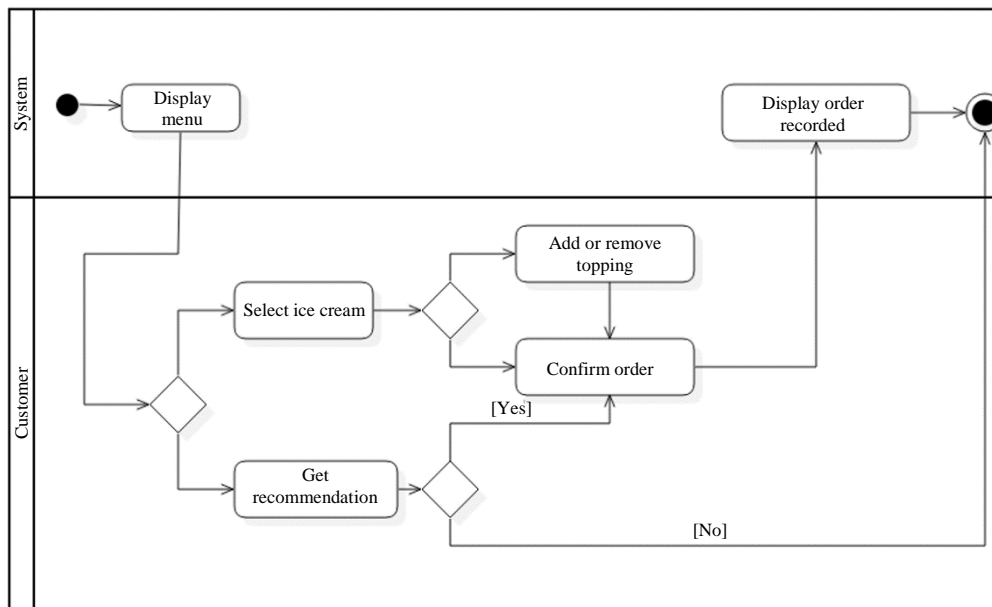 System
Display
menu
Display order
recorded
Customer
Add or remove
topping
Select ice cream
Confirm order
[Yes]
Get
recommendation
[No]